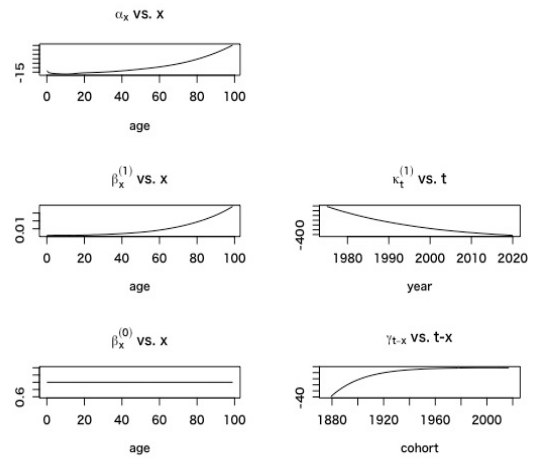 αx vs. x
-15
0 20 40 60 80 100
age
βx(1) vs. x
0.01
0 20 40 60 80 100
age
κt(1) vs. t
-400
1980 1990 2000 2010 2020
year
βx(0) vs. x
0.6
0 20 40 60 80 100
age
γt-x vs. t-x
-40
1880 1920 1960 2000
cohort